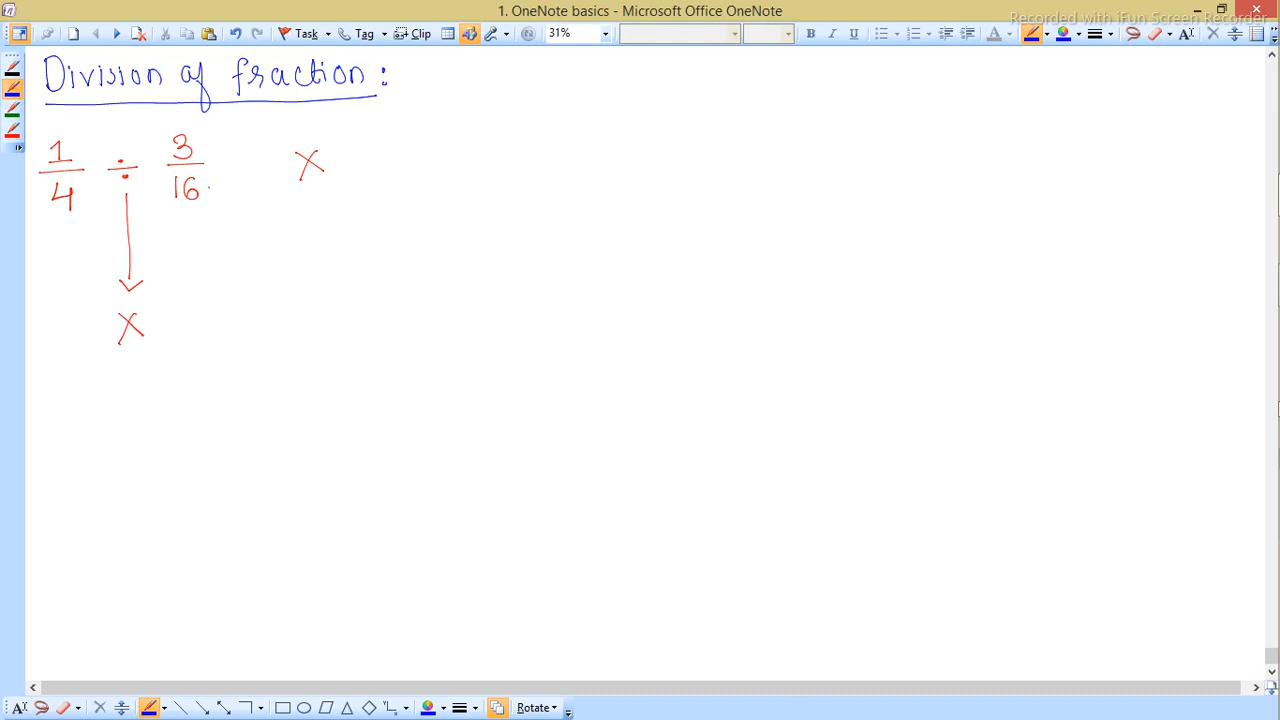 1. OneNote basics - Microsoft Office OneNote
Recorded with iFun Screen Recorder
Task Tag Clip 31% B I U
Division of fraction :
1/4 ÷ 3/16 X
X
Rotate